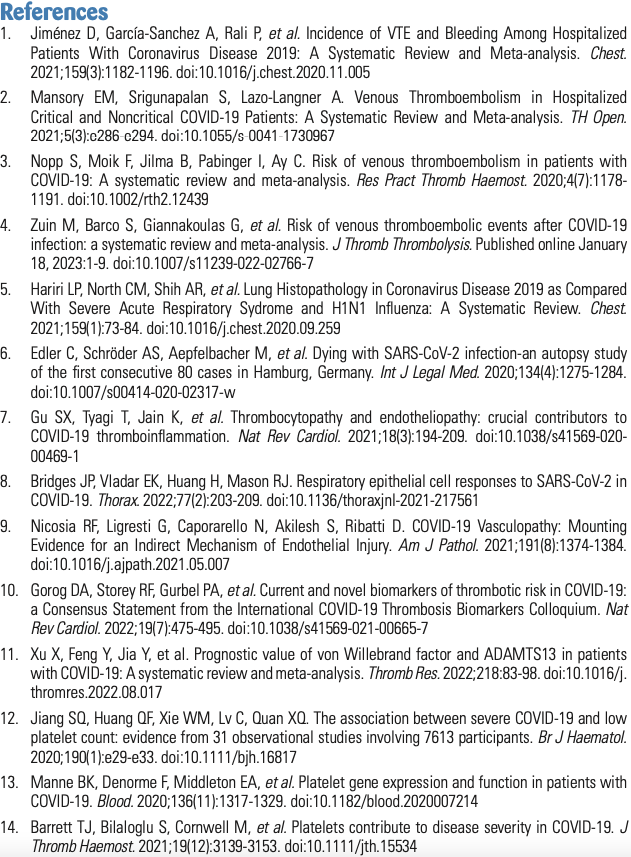 References
1. Jiménez D, García-Sanchez A, Rali P, et al. Incidence of VTE and Bleeding Among Hospitalized
Patients With Coronavirus Disease 2019: A Systematic Review and Meta-analysis. Chest.
2021;159(3):1182-1196. doi:10.1016/j.chest.2020.11.005
2. Mansory EM, Srigunapalan S, Lazo-Langner A. Venous Thromboembolism in Hospitalized
Critical and Noncritical COVID-19 Patients: A Systematic Review and Meta-analysis. TH Open.
2021;5(3):e286-e294. doi:10.1055/s-0041-1730967
3. Nopp S, Moik F, Jilma B, Pabinger I, Ay C. Risk of venous thromboembolism in patients with
COVID-19: A systematic review and meta-analysis. Res Pract Thromb Haemost. 2020;4(7):1178-
1191. doi:10.1002/rth2.12439
4. Zuin M, Barco S, Giannakoulas G, et al. Risk of venous thromboembolic events after COVID-19
infection: a systematic review and meta-analysis. J Thromb Thrombolysis. Published online January
18, 2023:1-9. doi:10.1007/s11239-022-02766-7
5. Hariri LP, North CM, Shih AR, et al. Lung Histopathology in Coronavirus Disease 2019 as Compared
With Severe Acute Respiratory Sydrome and H1N1 Influenza: A Systematic Review. Chest.
2021;159(1):73-84. doi:10.1016/j.chest.2020.09.259
6. Edler C, Schröder AS, Aepfelbacher M, et al. Dying with SARS-CoV-2 infection-an autopsy study
of the first consecutive 80 cases in Hamburg, Germany. Int J Legal Med. 2020;134(4):1275-1284.
doi:10.1007/s00414-020-02317-w
7. Gu SX, Tyagi T, Jain K, et al. Thrombocytopathy and endotheliopathy: crucial contributors to
COVID-19 thromboinflammation. Nat Rev Cardiol. 2021;18(3):194-209. doi:10.1038/s41569-020-
00469-1
8. Bridges JP, Vladar EK, Huang H, Mason RJ. Respiratory epithelial cell responses to SARS-CoV-2 in
COVID-19. Thorax. 2022;77(2):203-209. doi:10.1136/thoraxjnl-2021-217561
9. Nicosia RF, Ligresti G, Caporarello N, Akilesh S, Ribatti D. COVID-19 Vasculopathy: Mounting
Evidence for an Indirect Mechanism of Endothelial Injury. Am J Pathol. 2021;191(8):1374-1384.
doi:10.1016/j.ajpath.2021.05.007
10. Gorog DA, Storey RF, Gurbel PA, et al. Current and novel biomarkers of thrombotic risk in COVID-19:
a Consensus Statement from the International COVID-19 Thrombosis Biomarkers Colloquium. Nat
Rev Cardiol. 2022;19(7):475-495. doi:10.1038/s41569-021-00665-7
11. Xu X, Feng Y, Jia Y, et al. Prognostic value of von Willebrand factor and ADAMTS13 in patients
with COVID-19: A systematic review and meta-analysis. Thromb Res. 2022;218:83-98. doi:10.1016/j.
thromres.2022.08.017
12. Jiang SQ, Huang QF, Xie WM, Lv C, Quan XQ. The association between severe COVID-19 and low
platelet count: evidence from 31 observational studies involving 7613 participants. Br J Haematol.
2020;190(1):e29-e33. doi:10.1111/bjh.16817
13. Manne BK, Denorme F, Middleton EA, et al. Platelet gene expression and function in patients with
COVID-19. Blood. 2020;136(11):1317-1329. doi:10.1182/blood.2020007214
14. Barrett TJ, Bilaloglu S, Cornwell M, et al. Platelets contribute to disease severity in COVID-19. J
Thromb Haemost. 2021;19(12):3139-3153. doi:10.1111/jth.15534